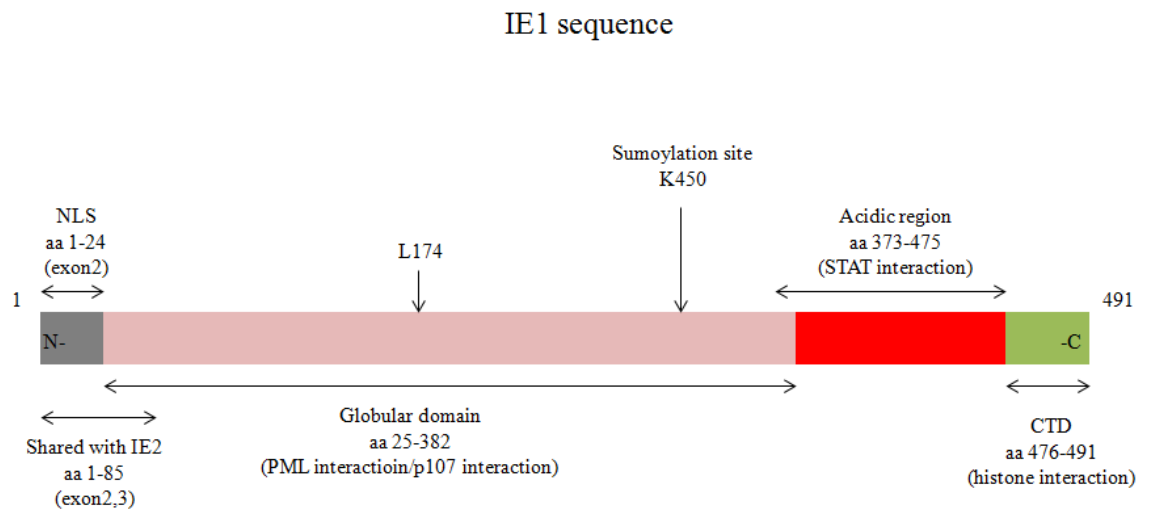 IE1 sequence
Sumoylation site
K450
NLS
aa 1-24
(exon2)
L174
Acidic region
aa 373-475
(STAT interaction)
1
491
N-
-C
Shared with IE2
aa 1-85
(exon2,3)
Globular domain
aa 25-382
(PML interactioin/p107 interaction)
CTD
aa 476-491
(histone interaction)